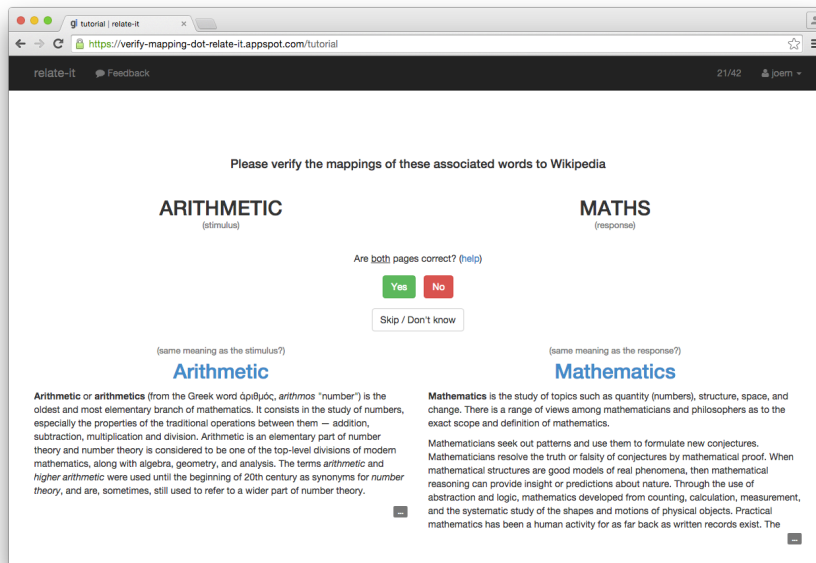 tutorial | relate-it
https://verify-mapping-dot-relate-it.appspot.com/tutorial
relate-it Feedback 21/42 joern
Please verify the mappings of these associated words to Wikipedia
ARITHMETIC
(stimulus)
MATHS
(response)
Are both pages correct? (help)
Yes No
Skip / Don't know
(same meaning as the stimulus?)
Arithmetic
Arithmetic or arithmetics (from the Greek word ἀριθμός, arithmos "number") is the
oldest and most elementary branch of mathematics. It consists in the study of numbers,
especially the properties of the traditional operations between them — addition,
subtraction, multiplication and division. Arithmetic is an elementary part of number
theory and number theory is considered to be one of the top-level divisions of modern
mathematics, along with algebra, geometry, and analysis. The terms arithmetic and
higher arithmetic were used until the beginning of 20th century as synonyms for number
theory, and are, sometimes, still used to refer to a wider part of number theory.
...
(same meaning as the response?)
Mathematics
Mathematics is the study of topics such as quantity (numbers), structure, space, and
change. There is a range of views among mathematicians and philosophers as to the
exact scope and definition of mathematics.
Mathematicians seek out patterns and use them to formulate new conjectures.
Mathematicians resolve the truth or falsity of conjectures by mathematical proof. When
mathematical structures are good models of real phenomena, then mathematical
reasoning can provide insight or predictions about nature. Through the use of
abstraction and logic, mathematics developed from counting, calculation, measurement,
and the systematic study of the shapes and motions of physical objects. Practical
mathematics has been a human activity for as far back as written records exist. The
...